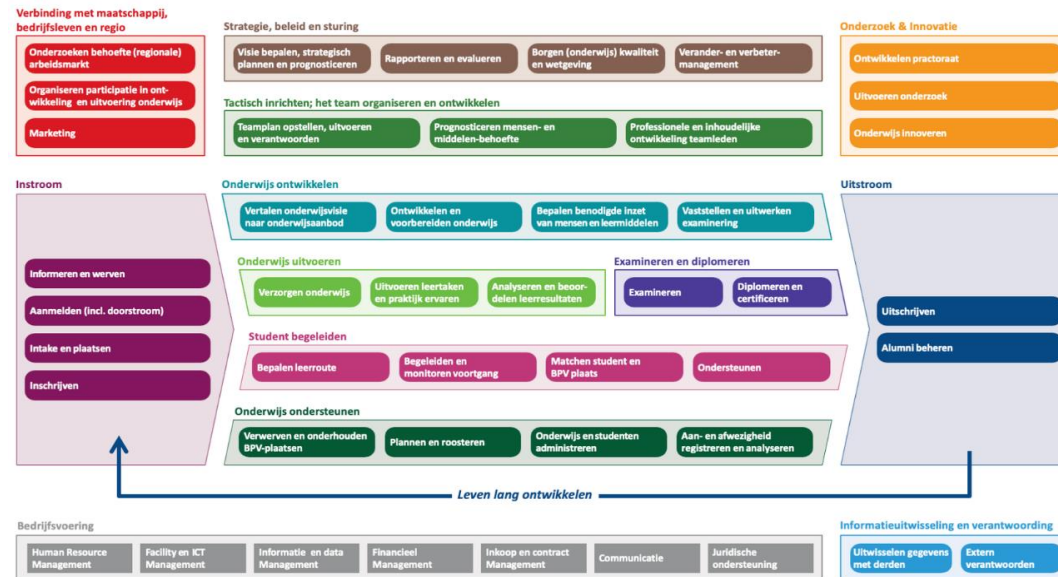 Verbinding met maatschappij,
bedrijfsleven en regio
Onderzoeken behoefte (regionale)
arbeidsmarkt
Organiseren participatie in ont-
wikkeling en uitvoering onderwijs
Marketing
Strategie, beleid en sturing
Visie bepalen, strategisch
plannen en prognosticeren
Rapporteren en evalueren
Borgen (onderwijs) kwaliteit
en wetgeving
Verander- en verbeter-
management
Tactisch inrichten; het team organiseren en ontwikkelen
Teamplan opstellen, uitvoeren
en verantwoorden
Prognosticeren mensen- en
middelen-behoefte
Professionele en inhoudelijke
ontwikkeling teamleden
Onderzoek & Innovatie
Ontwikkelen practoraat
Uitvoeren onderzoek
Onderwijs innoveren
Instroom
Informeren en werven
Aanmelden (incl. doorstroom)
Intake en plaatsen
Inschrijven
Onderwijs ontwikkelen
Vertalen onderwijsvisie
naar onderwijsaanbod
Ontwikkelen en
voorbereiden onderwijs
Bepalen benodigde inzet
van mensen en leermiddelen
Vaststellen en uitwerken
examinering
Onderwijs uitvoeren
Verzorgen onderwijs
Uitvoeren leertaken
en praktijk ervaren
Analyseren en beoor-
delen leerresultaten
Examineren en diplomeren
Examineren
Diplomeren en
certificeren
Student begeleiden
Bepalen leerroute
Begeleiden en
monitoren voortgang
Matchen student en
BPV plaats
Ondersteunen
Onderwijs ondersteunen
Verwerven en onderhouden
BPV-plaatsen
Plannen en roosteren
Onderwijs en studenten
administreren
Aan- en afwezigheid
registreren en analyseren
Uitstroom
Uitschrijven
Alumni beheren
Leven lang ontwikkelen
Bedrijfsvoering
Human Resource
Management
Facility en ICT
Management
Informatie en data
Management
Financieel
Management
Inkoop en contract
Management
Communicatie
Juridische
ondersteuning
Informatieuitwisseling en verantwoording
Uitwisselen gegevens
met derden
Extern
verantwoorden